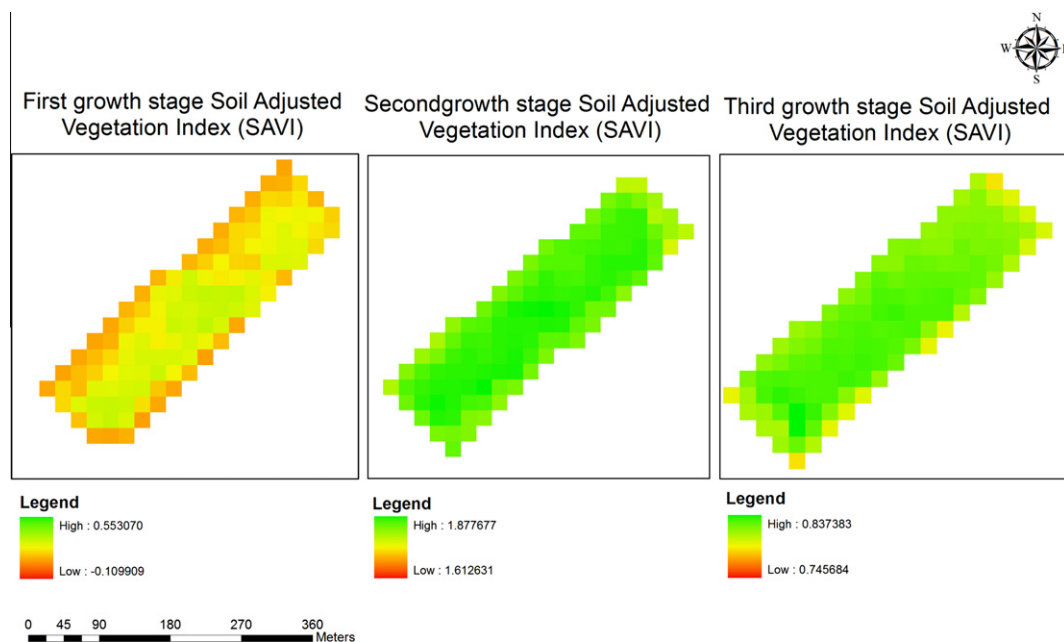 N
W
S
First growth stage Soil Adjusted
Vegetation Index (SAVI)
Secondgrowth stage Soil Adjusted
Vegetation Index (SAVI)
Third growth stage Soil Adjusted
Vegetation Index (SAVI)
Legend
High : 0.553070
Low : -0.109909
Legend
High : 1.877677
Low : 1.612631
Legend
High : 0.837383
Low : 0.745684
0 45 90 180 270 360
Meters